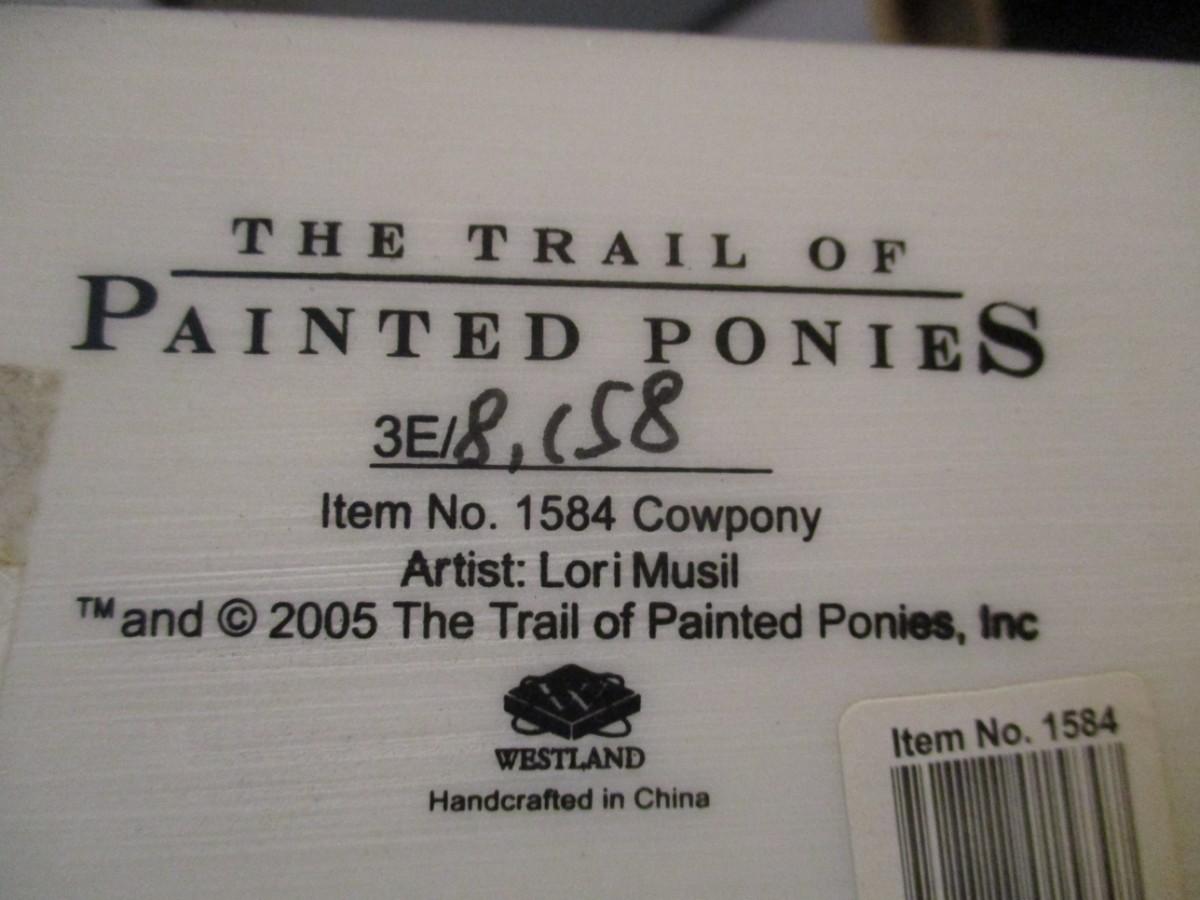 THE TRAIL OF
PAINTED PONIES
3E/8,158
Item No. 1584 Cowpony
Artist: Lori Musil
™ and © 2005 The Trail of Painted Ponies, Inc
WESTLAND
Handcrafted in China
Item No. 1584